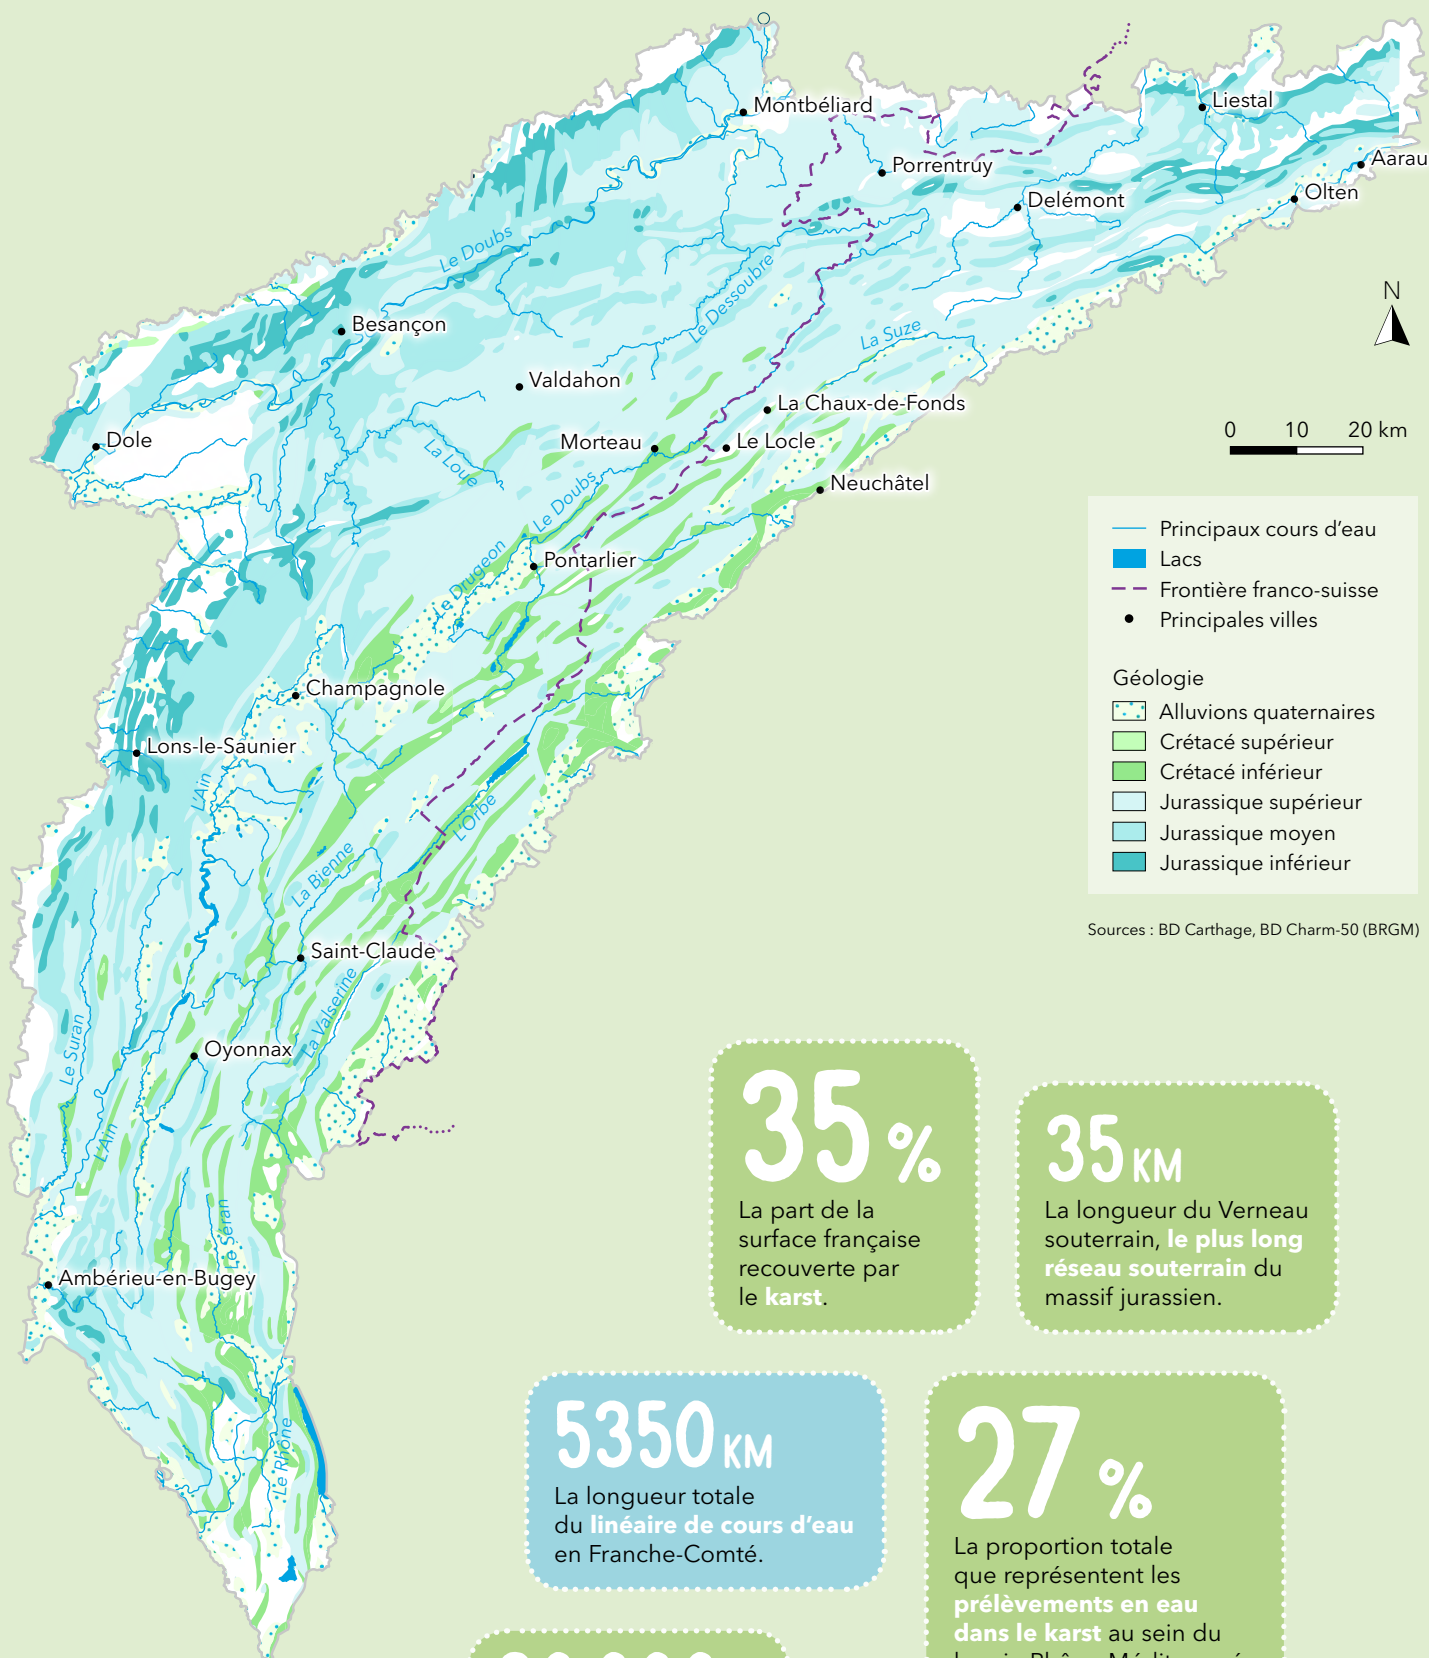 Montbéliard
Liestal
Aarau
Porrentruy
Delémont
Olten
Le Doubs
Le Dessoubre
N
Besançon
La Suze
Valdahon
La Chaux-de-Fonds
Dole
Morteau
Le Locle
0 10 20 km
La Loue
Neuchâtel
Le Doubs
Pontarlier
Le Drugeon
Champagnole
Lons-le-Saunier
L'Ain
L'Orbe
La Bienne
Saint-Claude
La Valserine
Le Suran
Oyonnax
L'Ain
Le Séran
Ambérieu-en-Bugey
Le Rhône
Principaux cours d'eau
Lacs
Frontière franco-suisse
Principales villes
Géologie
Alluvions quaternaires
Crétacé supérieur
Crétacé inférieur
Jurassique supérieur
Jurassique moyen
Jurassique inférieur
Sources : BD Carthage, BD Charm-50 (BRGM)
35 %
La part de la
surface française
recouverte par
le karst.
35 KM
La longueur du Verneau
souterrain, le plus long
réseau souterrain du
massif jurassien.
5350 KM
La longueur totale
du linéaire de cours d'eau
en Franche-Comté.
27 %
La proportion totale
que représentent les
prélèvements en eau
dans le karst au sein du